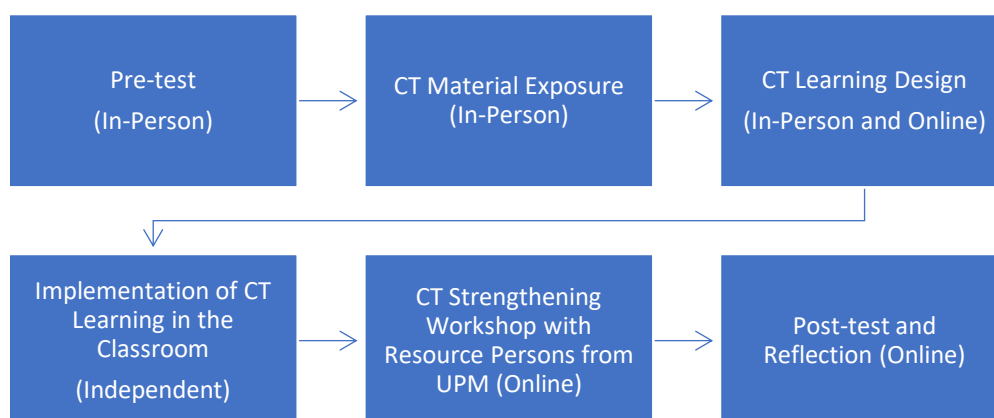 Pre-test
(In-Person)
CT Material Exposure
(In-Person)
CT Learning Design
(In-Person and Online)
Implementation of CT
Learning in the
Classroom
(Independent)
CT Strengthening
Workshop with
Resource Persons from
UPM (Online)
Post-test and
Reflection (Online)